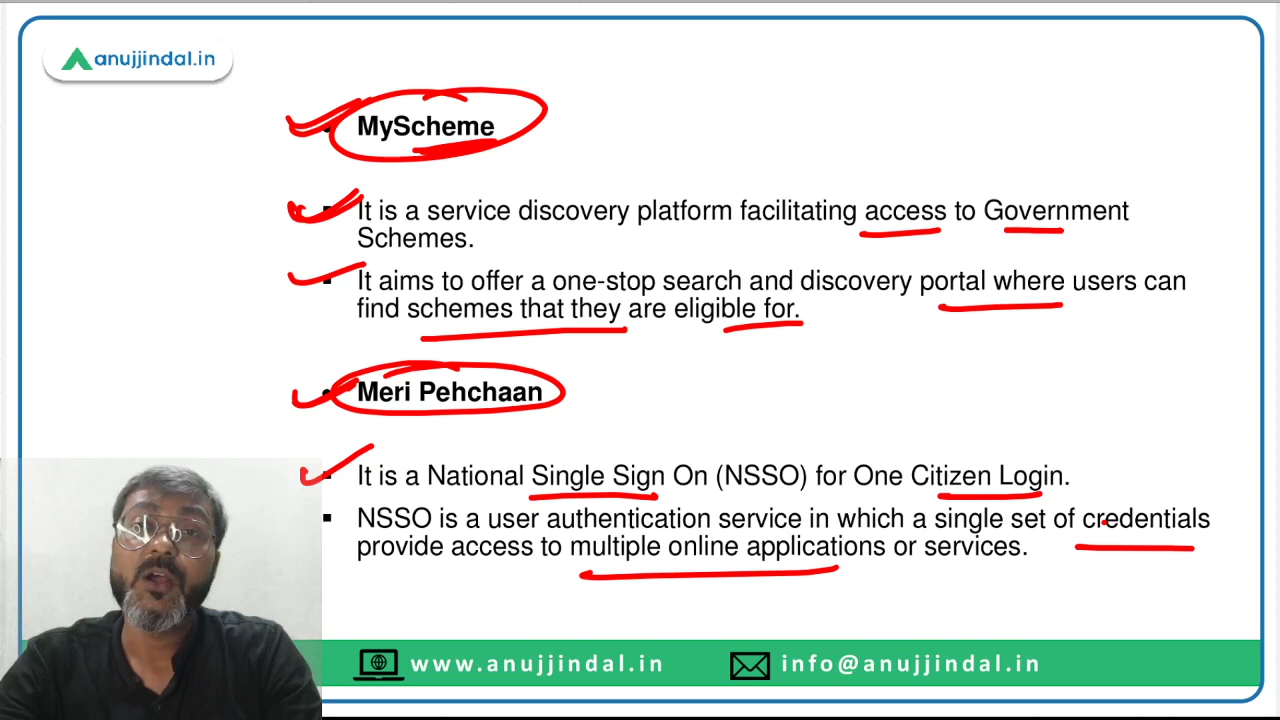 anujjindal.in
MyScheme
It is a service discovery platform facilitating access to Government
Schemes.
It aims to offer a one-stop search and discovery portal where users can
find schemes that they are eligible for.
Meri Pehchaan
It is a National Single Sign On (NSSO) for One Citizen Login.
NSSO is a user authentication service in which a single set of credentials
provide access to multiple online applications or services.
www.anujjindal.in info@anujjindal.in